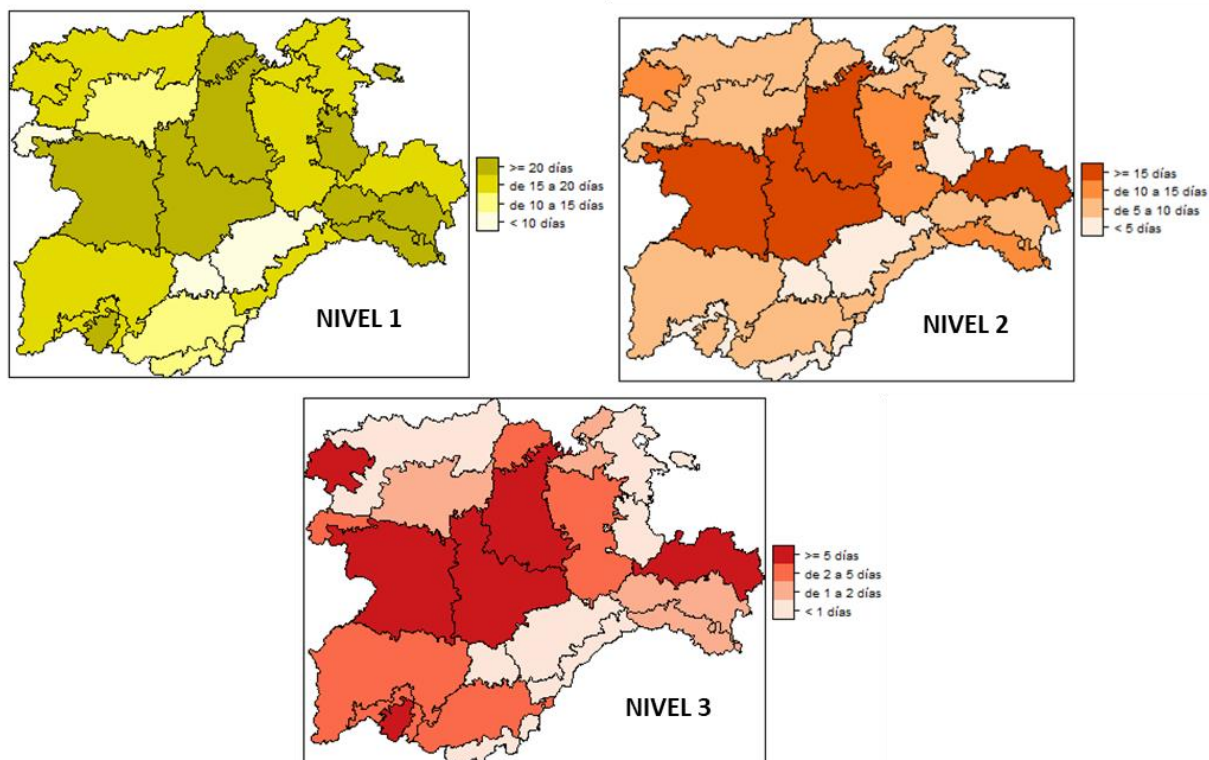 >= 20 días
de 15 a 20 días
de 10 a 15 días
< 10 días
NIVEL 1
>= 15 días
de 10 a 15 días
de 5 a 10 días
< 5 días
NIVEL 2
>= 5 días
de 2 a 5 días
de 1 a 2 días
< 1 días
NIVEL 3